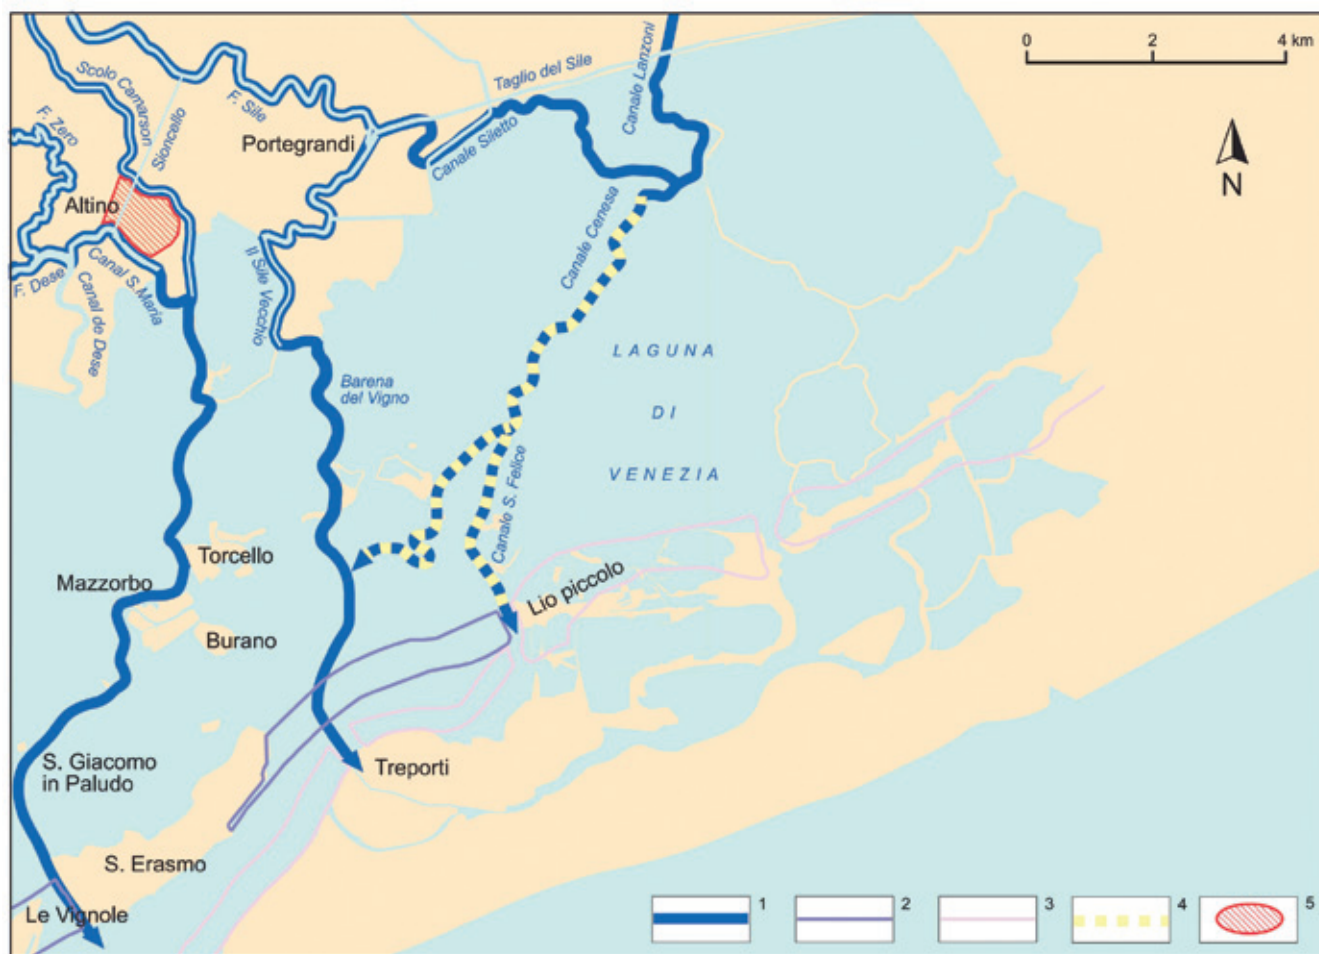 0 2 4 km
N
Taglio del Sile
Canale Lanzoni
Scolo Camarson
Sioncello
F. Sile
F. Zero
Portegrandi
Canale Siletto
Altino
Canale Cenesa
Il Sile Vecchio
F. Dese
Canal S. Maria
Canal de Dese
LAGUNA
DI
VENEZIA
Barena
del Vigno
Canale S. Felice
Torcello
Mazzorbo
Lio piccolo
Burano
S. Giacomo
in Paludo
Treporti
S. Erasmo
Le Vignole
1 2 3 4 5